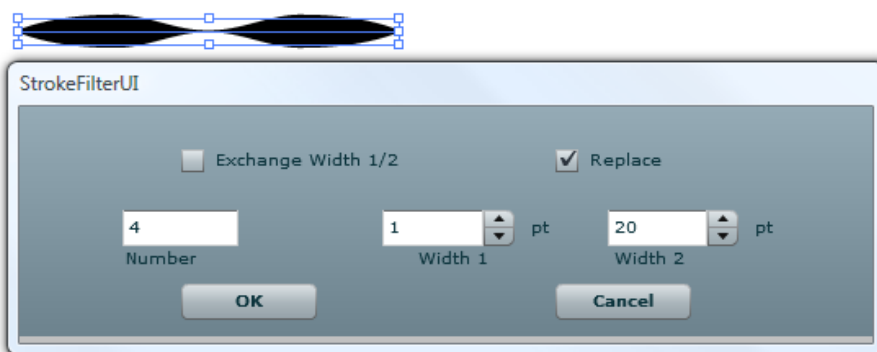 StrokeFilterUI
Exchange Width 1/2 Replace
4 1 pt 20 pt
Number Width 1 Width 2
OK Cancel